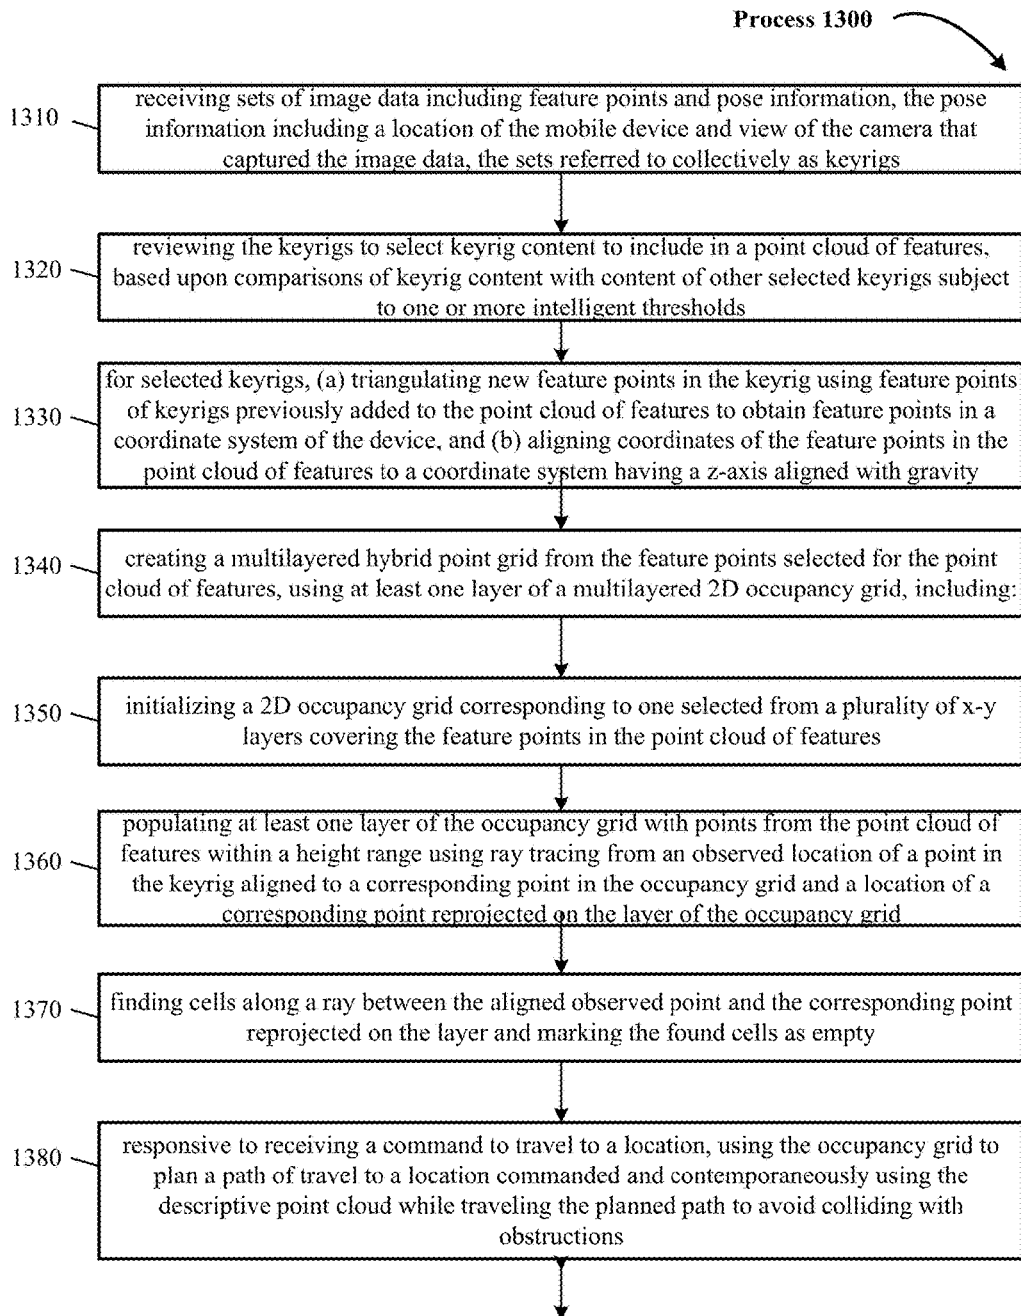 Process 1300
1310
receiving sets of image data including feature points and pose information, the pose
information including a location of the mobile device and view of the camera that
captured the image data, the sets referred to collectively as keyrigs
1320
reviewing the keyrigs to select keyrig content to include in a point cloud of features,
based upon comparisons of keyrig content with content of other selected keyrigs subject
to one or more intelligent thresholds
1330
for selected keyrigs, (a) triangulating new feature points in the keyrig using feature points
of keyrigs previously added to the point cloud of features to obtain feature points in a
coordinate system of the device, and (b) aligning coordinates of the feature points in the
point cloud of features to a coordinate system having a z-axis aligned with gravity
1340
creating a multilayered hybrid point grid from the feature points selected for the point
cloud of features, using at least one layer of a multilayered 2D occupancy grid, including:
1350
initializing a 2D occupancy grid corresponding to one selected from a plurality of x-y
layers covering the feature points in the point cloud of features
1360
populating at least one layer of the occupancy grid with points from the point cloud of
features within a height range using ray tracing from an observed location of a point in
the keyrig aligned to a corresponding point in the occupancy grid and a location of a
corresponding point reprojected on the layer of the occupancy grid
1370
finding cells along a ray between the aligned observed point and the corresponding point
reprojected on the layer and marking the found cells as empty
1380
responsive to receiving a command to travel to a location, using the occupancy grid to
plan a path of travel to a location commanded and contemporaneously using the
descriptive point cloud while traveling the planned path to avoid colliding with
obstructions